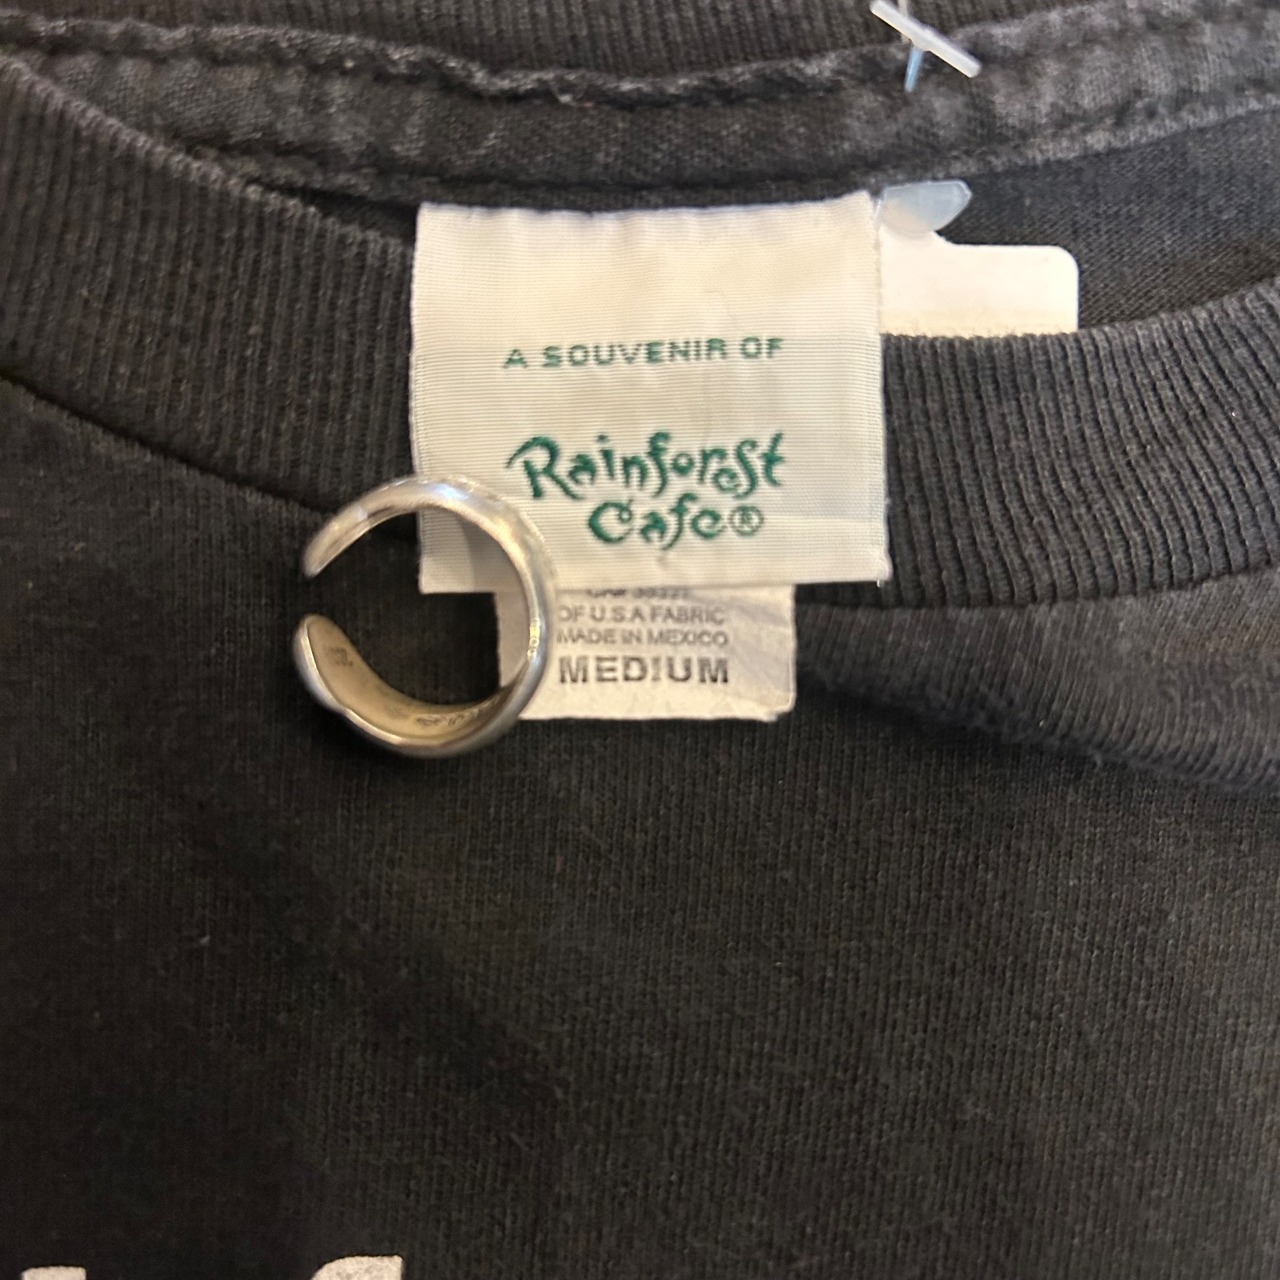 A SOUVENIR OF
Rainforest
Cafe®
OF U.S.A FABRIC
MADE IN MEXICO
MEDIUM